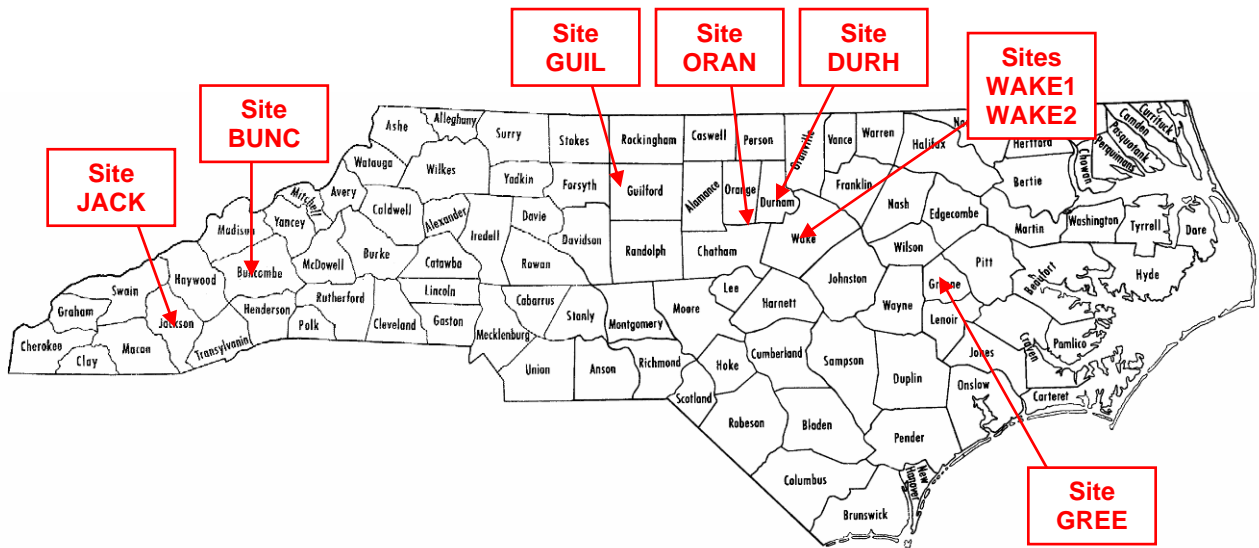 Site
GUIL
Site
ORAN
Site
DURH
Sites
WAKE1
WAKE2
Site
BUNC
Site
JACK
Ashe
Alleghany
Surry
Stokes
Rockingham
Caswell
Person
Granville
Vance
Warren
No
Halifax
Hertford
Camden
Currituck
Pasquotank
Perquimans
Chowan
Watauga
Wilkes
Yadkin
Forsyth
Guilford
Alamance
Orange
Durham
Franklin
Nash
Bertie
Mitchell
Avery
Caldwell
Alexander
Iredell
Davie
Davidson
Randolph
Chatham
Wake
Edgecombe
Martin
Washington
Tyrrell
Dare
Madison
Yancey
Burke
Catawba
Rowan
Wilson
Pitt
Beaufort
Hyde
Haywood
Buncombe
McDowell
Lincoln
Cabarrus
Lee
Johnston
Greene
Swain
Graham
Jackson
Henderson
Rutherford
Polk
Cleveland
Gaston
Mecklenburg
Stanly
Montgomery
Moore
Harnett
Wayne
Lenoir
Craven
Pamlico
Cherokee
Clay
Macon
Transylvania
Union
Anson
Richmond
Scotland
Hoke
Cumberland
Sampson
Duplin
Jones
Onslow
Carteret
Robeson
Bladen
Pender
Columbus
New
Hanover
Brunswick
Site
GREE